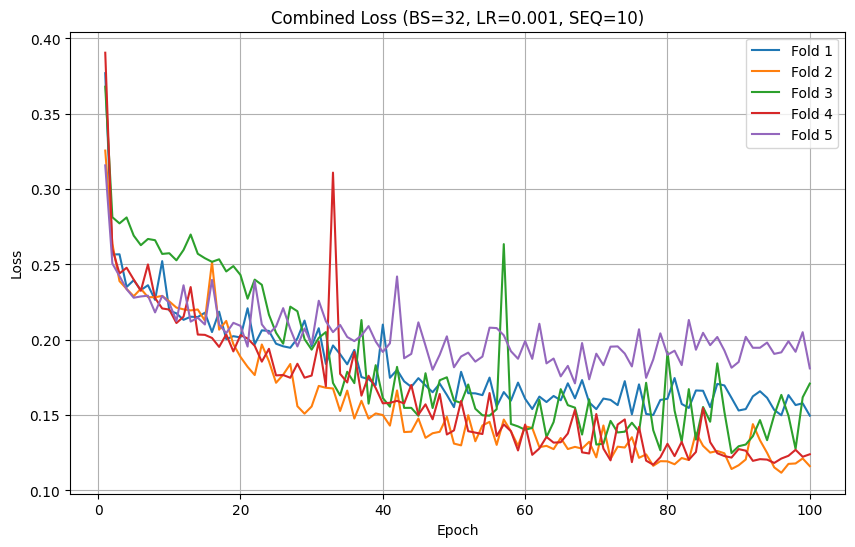 Combined Loss (BS=32, LR=0.001, SEQ=10)
Fold 1
Fold 2
Fold 3
Fold 4
Fold 5
Loss
0.40
0.35
0.30
0.25
0.20
0.15
0.10
0
20
40
60
80
100
Epoch